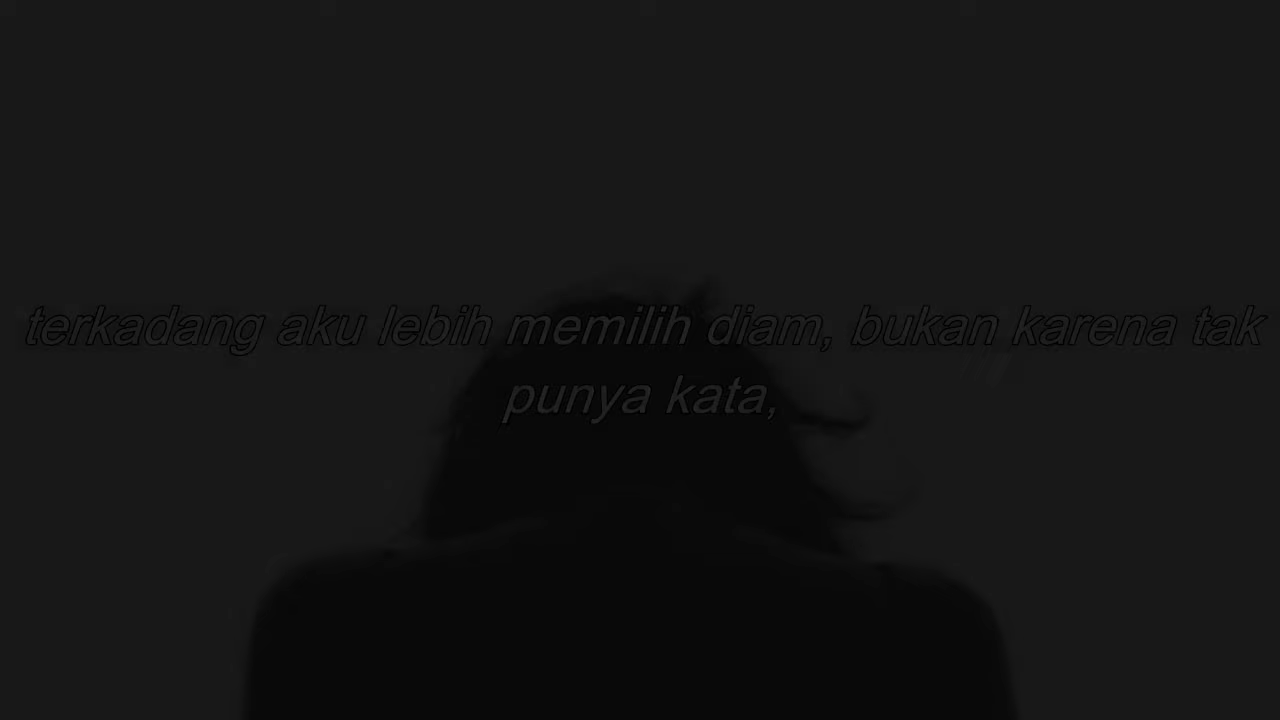 terkadang aku lebih memilih diam, bukan karena tak
punya kata,